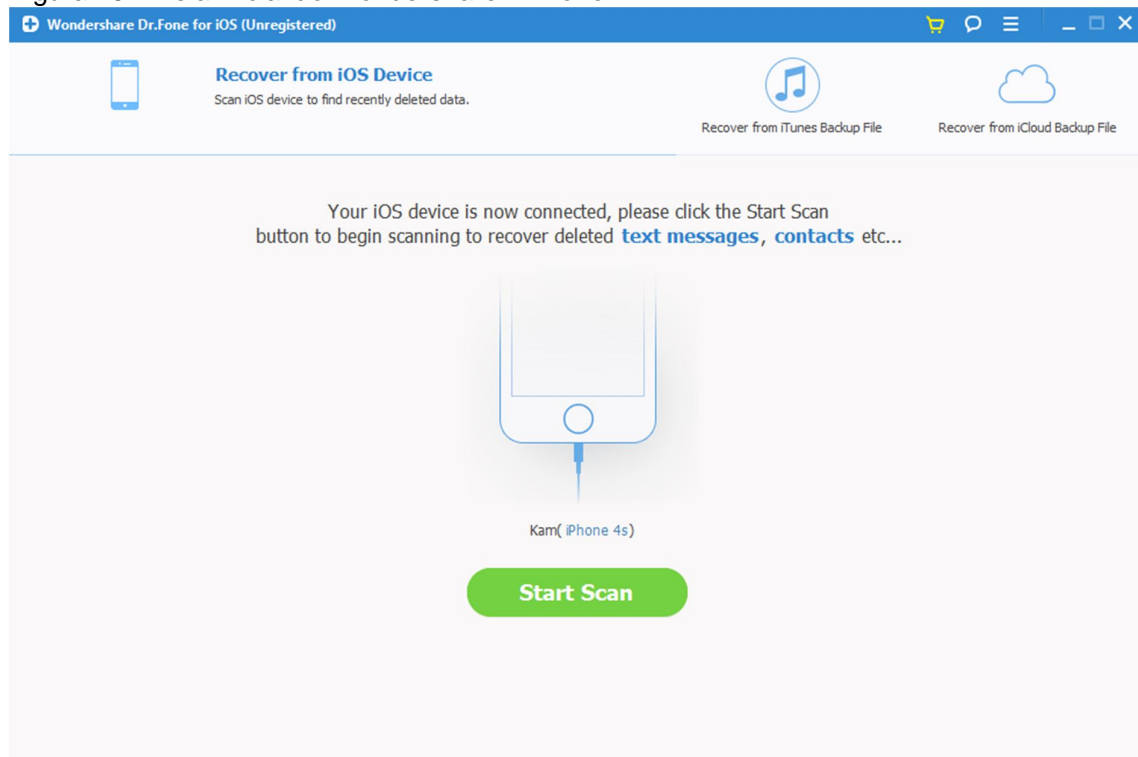 Wondershare Dr.Fone for iOS (Unregistered)
Recover from iOS Device
Scan iOS device to find recently deleted data.
Recover from iTunes Backup File
Recover from iCloud Backup File
Your iOS device is now connected, please click the Start Scan
button to begin scanning to recover deleted text messages, contacts etc...
Kam( iPhone 4s)
Start Scan